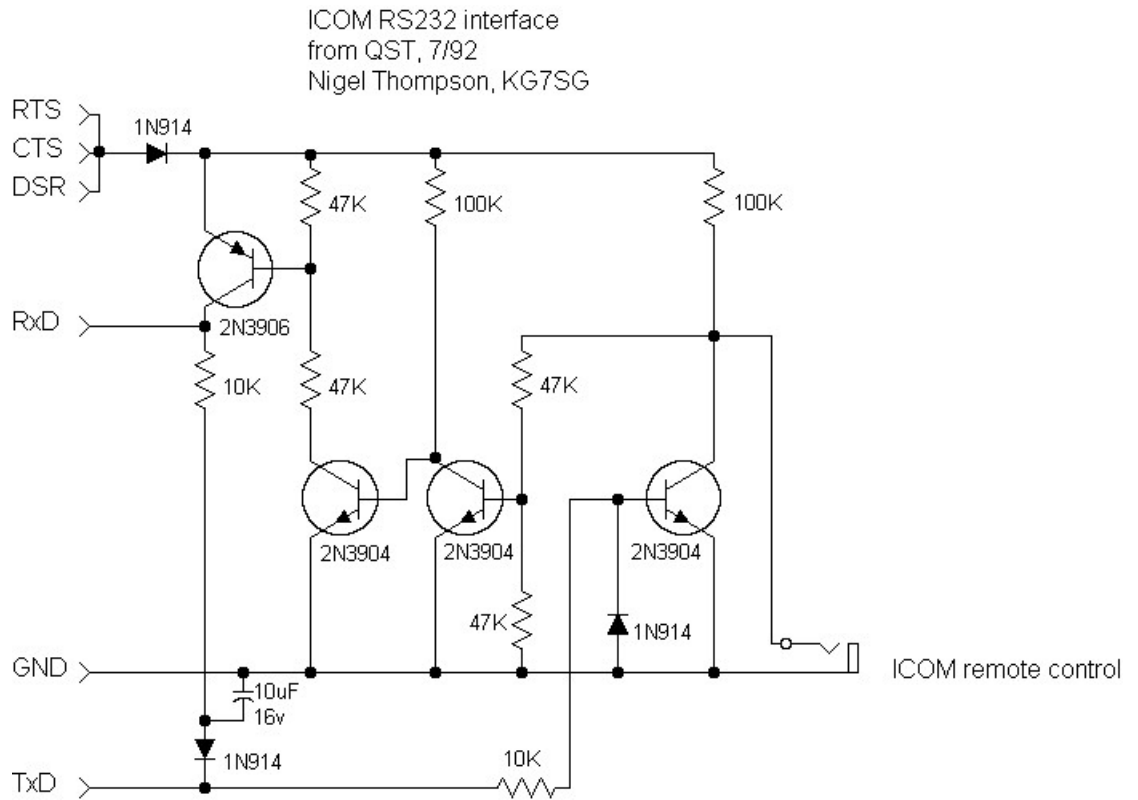 ICOM RS232 interface
from QST, 7/92
Nigel Thompson, KG7SG
RTS
1N914
CTS
DSR
47K
100K
100K
RxD
2N3906
10K
47K
47K
2N3904
2N3904
2N3904
47K
1N914
GND
ICOM remote control
10uF
16v
1N914
10K
TxD